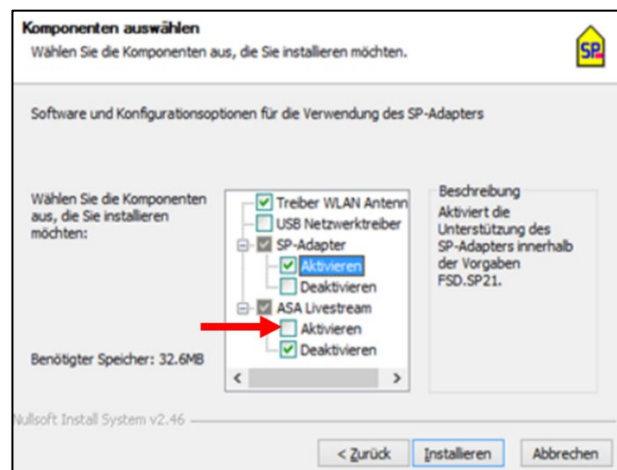 Komponenten auswählen
Wählen Sie die Komponenten aus, die Sie installieren möchten.
SP
Software und Konfigurationsoptionen für die Verwendung des SP-Adapters
Wählen Sie die Komponenten
aus, die Sie installieren
möchten:
Treiber WLAN Antenn
USB Netzwerktreiber
SP-Adapter
Aktivieren
Deaktivieren
ASA Livestream
Aktivieren
Deaktivieren
Beschreibung
Aktiviert die
Unterstützung des
SP-Adapters innerhalb
der Vorgaben
FSD.SP21.
Benötigter Speicher: 32.6MB
Nullsoft Install System v2.46
< Zurück
Installieren
Abbrechen